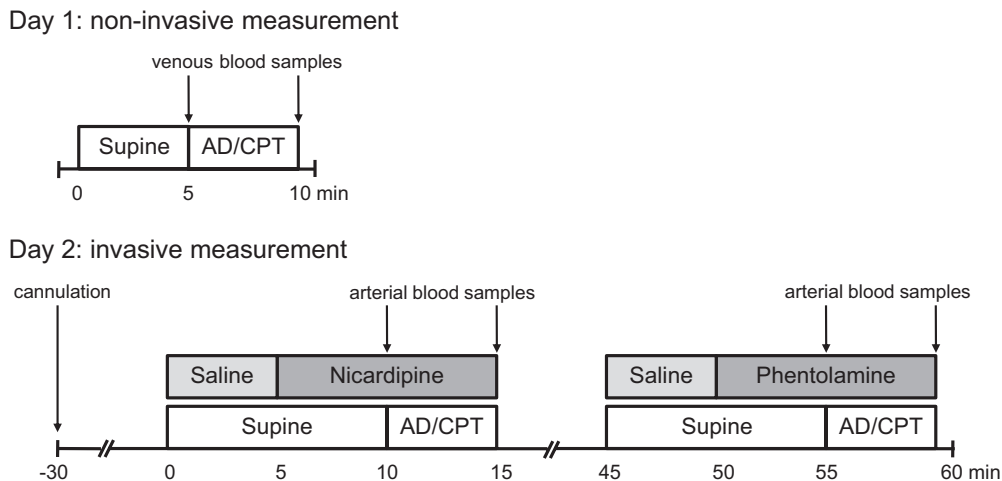 Day 1: non-invasive measurement
venous blood samples
Supine AD/CPT
0 5 10 min
Day 2: invasive measurement
cannulation arterial blood samples arterial blood samples
Saline Nicardipine Saline Phentolamine
Supine AD/CPT Supine AD/CPT
-30 0 5 10 15 45 50 55 60 min